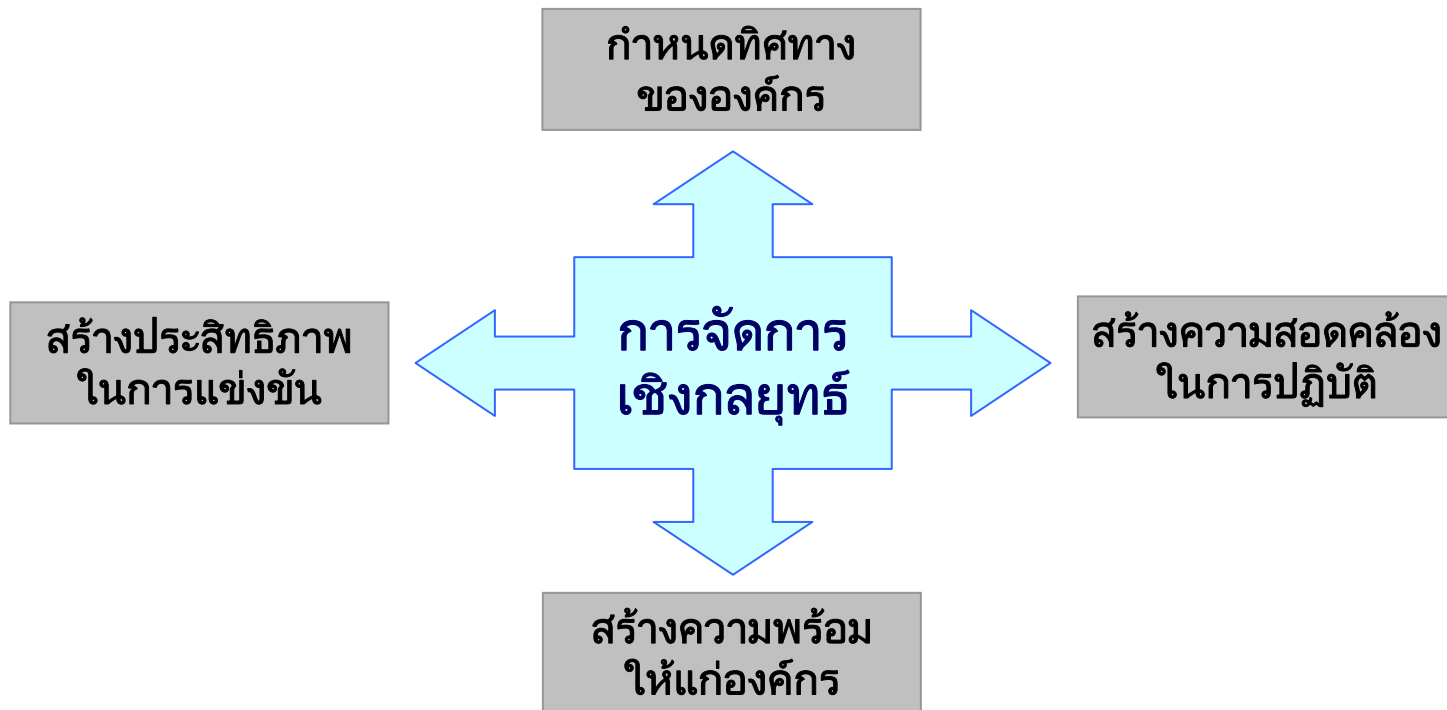 กำหนดทิศทาง
ขององค์กร
สร้างประสิทธิภาพ
ในการแข่งขัน
การจัดการ
เชิงกลยุทธ์
สร้างความสอดคล้อง
ในการปฏิบัติ
สร้างความพร้อม
ให้แก่องค์กร